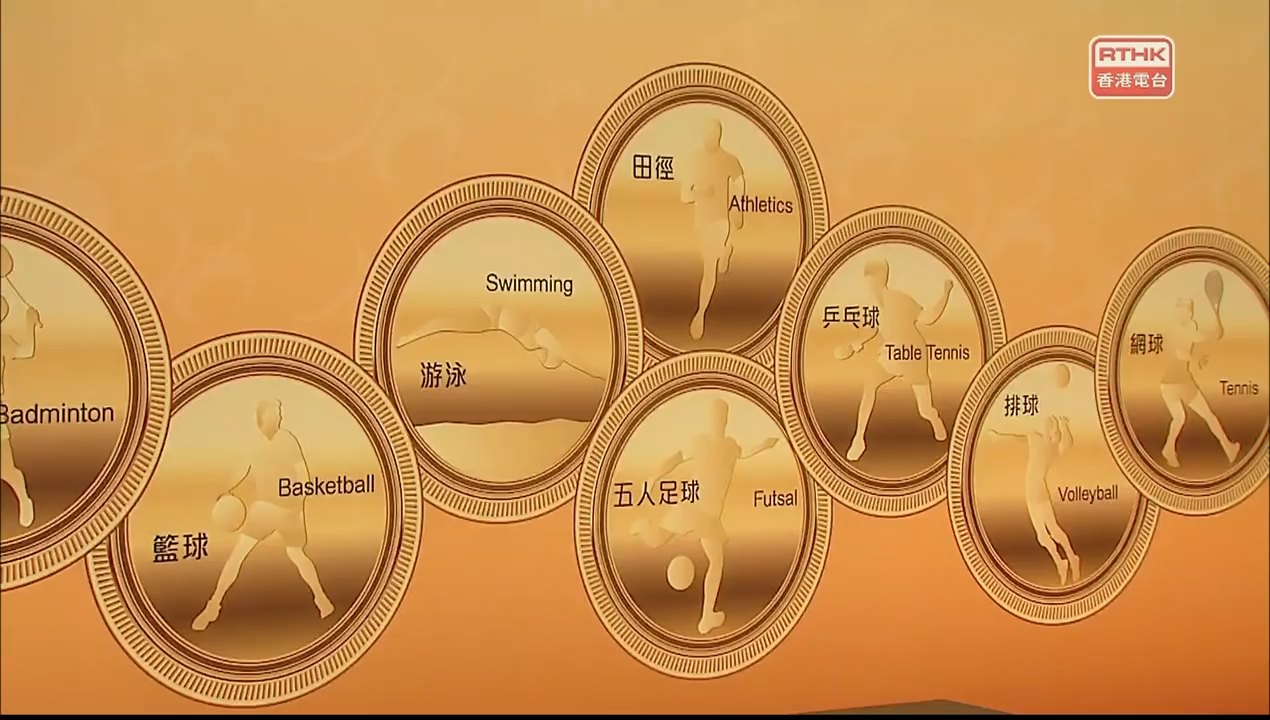 RTHK
香港電台
田徑
Athletics
Swimming
游泳
乒乓球
Table Tennis
網球
Tennis
排球
Volleyball
Badminton
Basketball
籃球
五人足球
Futsal